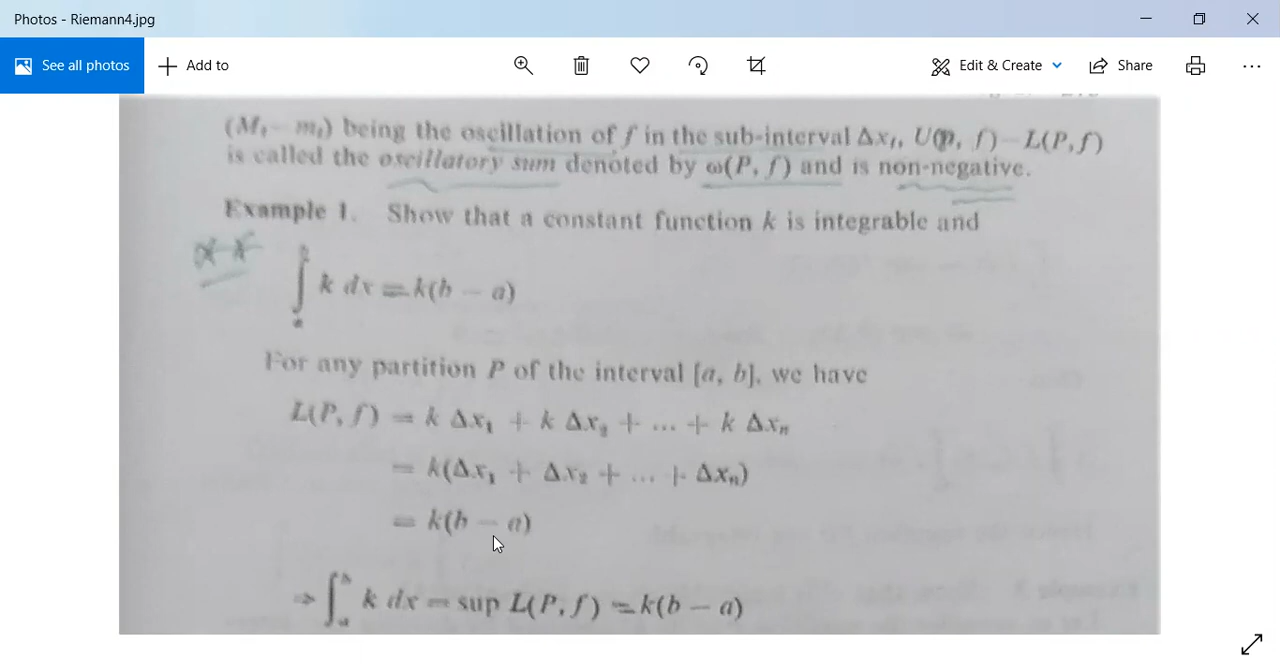 Photos - Riemann4.jpg
See all photos
Add to
Edit & Create
Share
(Mᵢ − mᵢ) being the oscillation of f in the sub-interval Δxᵢ, U(P, f) − L(P, f)
is called the oscillatory sum denoted by ω(P, f) and is non-negative.
Example 1. Show that a constant function k is integrable and
∫ₐᵇ k dx = k(b − a)
For any partition P of the interval [a, b], we have
L(P, f) = k Δx₁ + k Δx₂ + ... + k Δxₙ
= k(Δx₁ + Δx₂ + ... + Δxₙ)
= k(b − a)
⇒ ∫ₐᵇ k dx = sup L(P, f) = k(b − a)